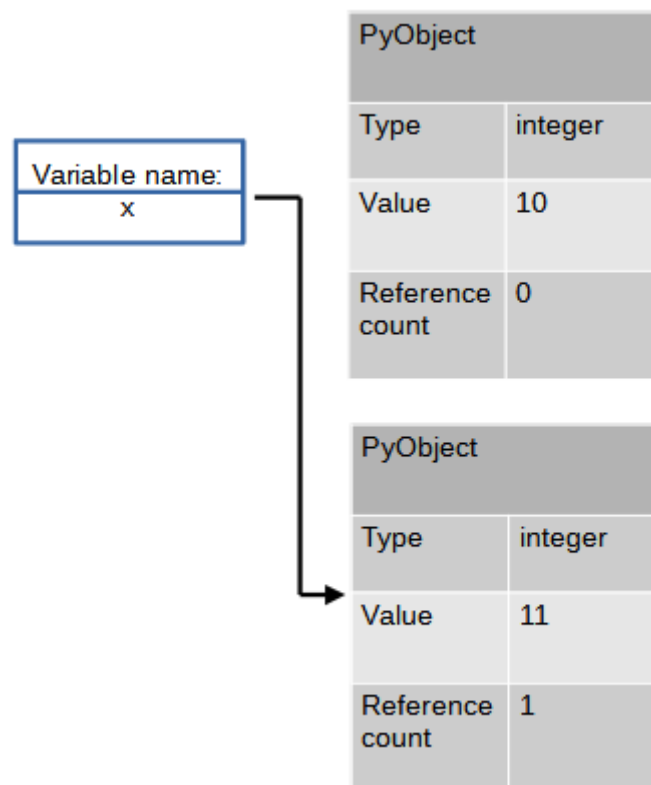 Variable name:
x
PyObject
Type integer
Value 10
Reference 0
count
PyObject
Type integer
Value 11
Reference 1
count